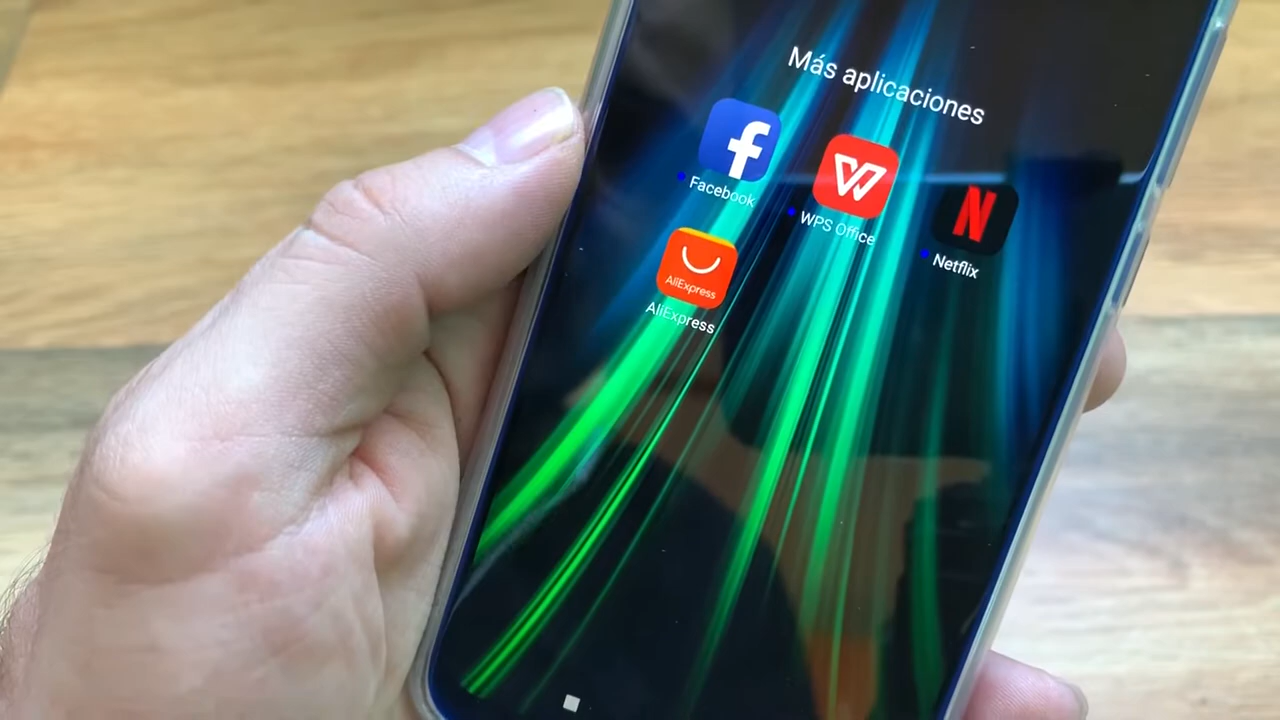 Más aplicaciones
Facebook
WPS Office
Netflix
AliExpress
AliExpress